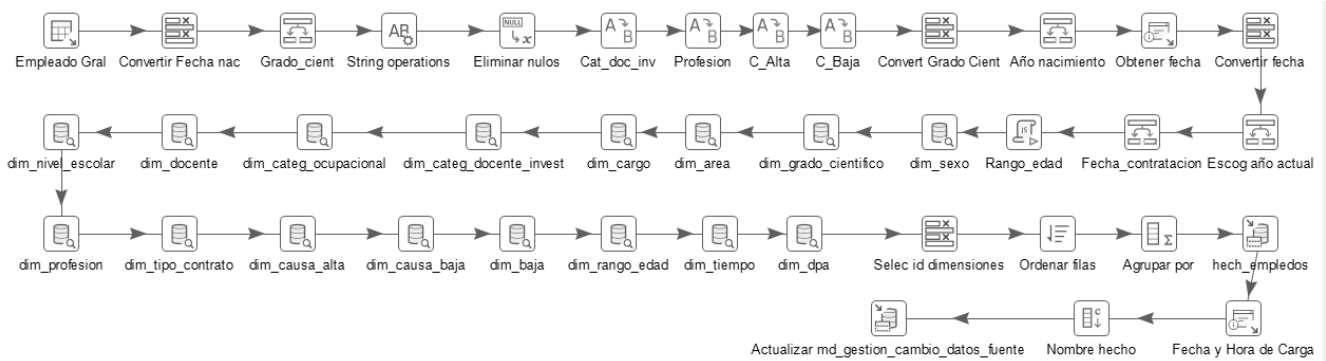 Empleado Gral Convertir Fecha nac Grado_cient String operations Eliminar nulos Cat_doc_inv Profesion C_Alta C_Baja Convert Grado Cient Año nacimiento Obtener fecha Convertir fecha
dim_nivel_escolar dim_docente dim_categ_ocupacional dim_categ_docente_invest dim_cargo dim_area dim_grado_cientifico dim_sexo Rango_edad Fecha_contratacion Escog año actual
dim_profesion dim_tipo_contrato dim_causa_alta dim_causa_baja dim_baja dim_rango_edad dim_tiempo dim_dpa Selec id dimensiones Ordenar filas Agrupar por hech_empledos
Actualizar md_gestion_cambio_datos_fuente Nombre hecho Fecha y Hora de Carga